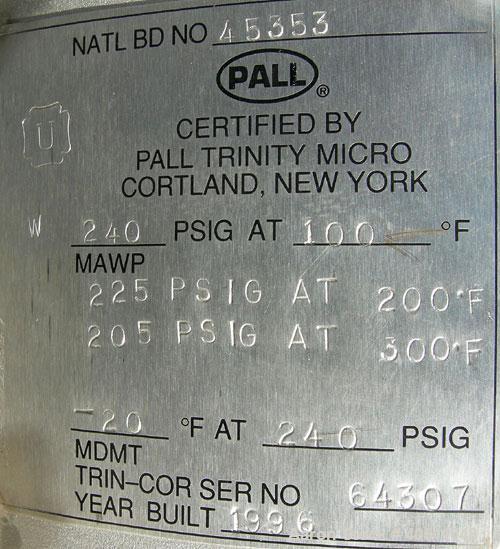 NATL BD NO 45353
PALL ®
U
CERTIFIED BY
PALL TRINITY MICRO
CORTLAND, NEW YORK
W 240 PSIG AT 100 °F
MAWP
225 PSIG AT 200°F
205 PSIG AT 300°F
-20 °F AT 240 PSIG
MDMT
TRIN-COR SER NO 64307
YEAR BUILT 1996